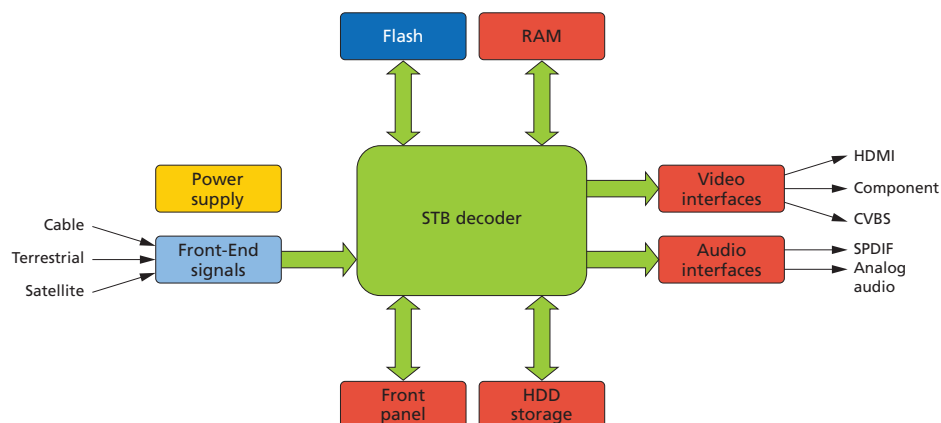 Flash
RAM
Power
supply
STB decoder
Video
interfaces
HDMI
Component
CVBS
Cable
Terrestrial
Satellite
Front-End
signals
Audio
interfaces
SPDIF
Analog
audio
Front
panel
HDD
storage